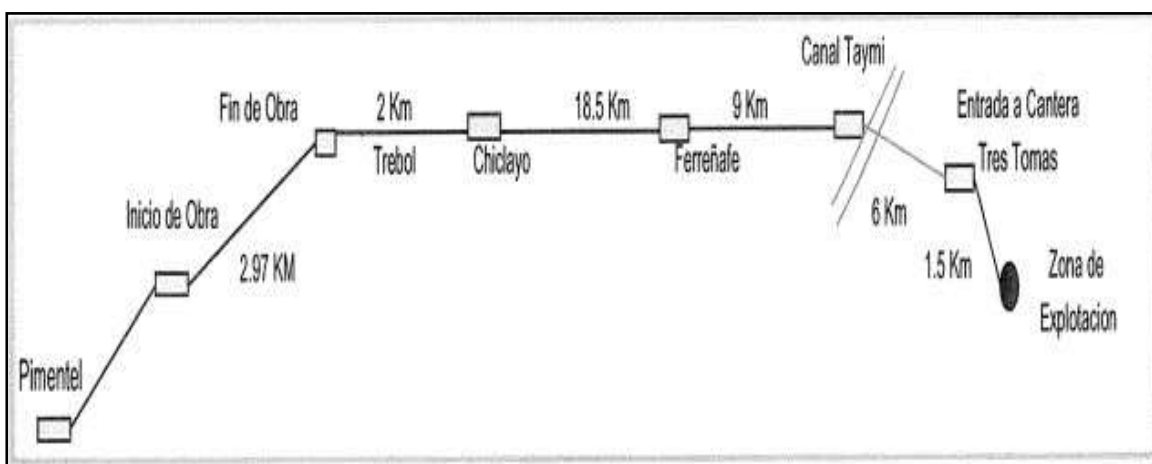 Canal Taymi
Fin de Obra
2 Km
18.5 Km
9 Km
Entrada a Cantera
Trebol
Chiclayo
Ferreñafe
Tres Tomas
Inicio de Obra
6 Km
2.97 KM
1.5 Km
Zona de
Explotacion
Pimentel